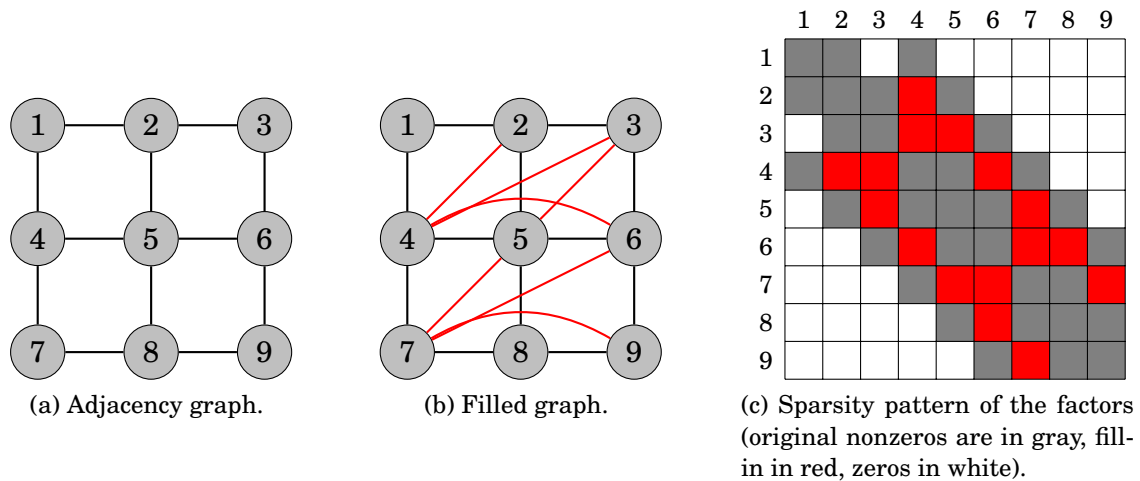 1 2 3 4 5 6 7 8 9
1
2
3
4
5
6
7
8
9
1 2 3
4 5 6
7 8 9
1 2 3
4 5 6
7 8 9
(a) Adjacency graph.
(b) Filled graph.
(c) Sparsity pattern of the factors
(original nonzeros are in gray, fill-
in in red, zeros in white).